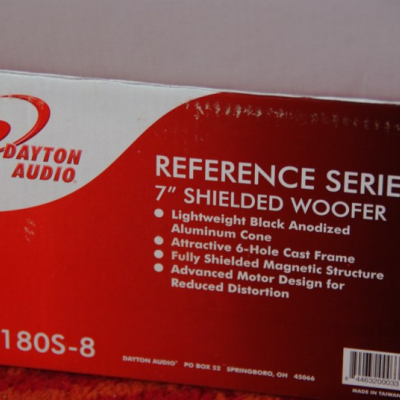 DAYTON
AUDIO
REFERENCE SERIE
7" SHIELDED WOOFER
Lightweight Black Anodized
Aluminum Cone
Attractive 6-Hole Cast Frame
Fully Shielded Magnetic Structure
Advanced Motor Design for
Reduced Distortion
180S-8
DAYTON AUDIO® PO BOX 52 SPRINGBORO, OH 45066
4463200033
MADE IN TAIWAN